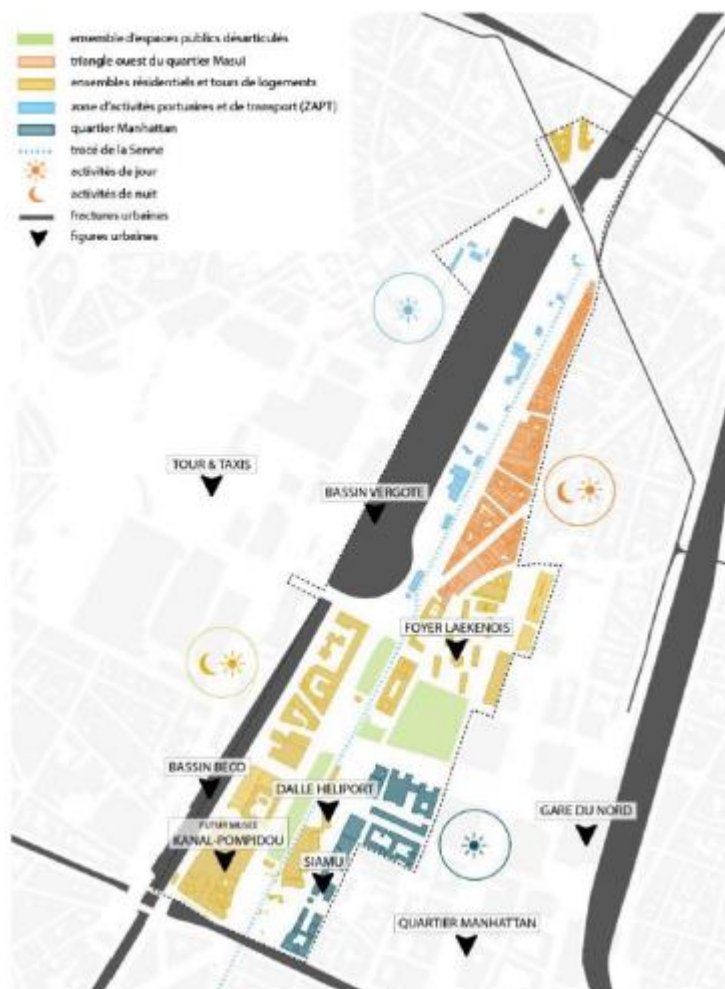 ensemble d'espaces publics désarticulés
triangle ouest du quartier Masui
ensembles résidentiels et tours de logements
zone d'activités portuaires et de transport (ZAPT)
quartier Manhattan
tracé de la Senne
activités de jour
activités de nuit
fractures urbaines
figures urbaines
TOUR & TAXIS
BASSIN VERGOTE
FOYER LAEKENOIS
BASSIN BECO
DALLE HELIPORT
FUTUR MUSEE
KANAL-POMPIDOU
SIAMU
GARE DU NORD
QUARTIER MANHATTAN